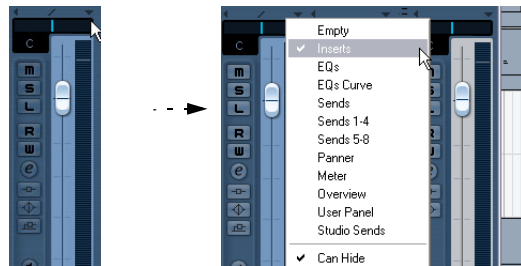 C
m
S
L
R
W
e
C
m
S
L
R
W
e
Empty
✓ Inserts
EQs
EQs Curve
Sends
Sends 1-4
Sends 5-8
Panner
Meter
Overview
User Panel
Studio Sends
✓ Can Hide